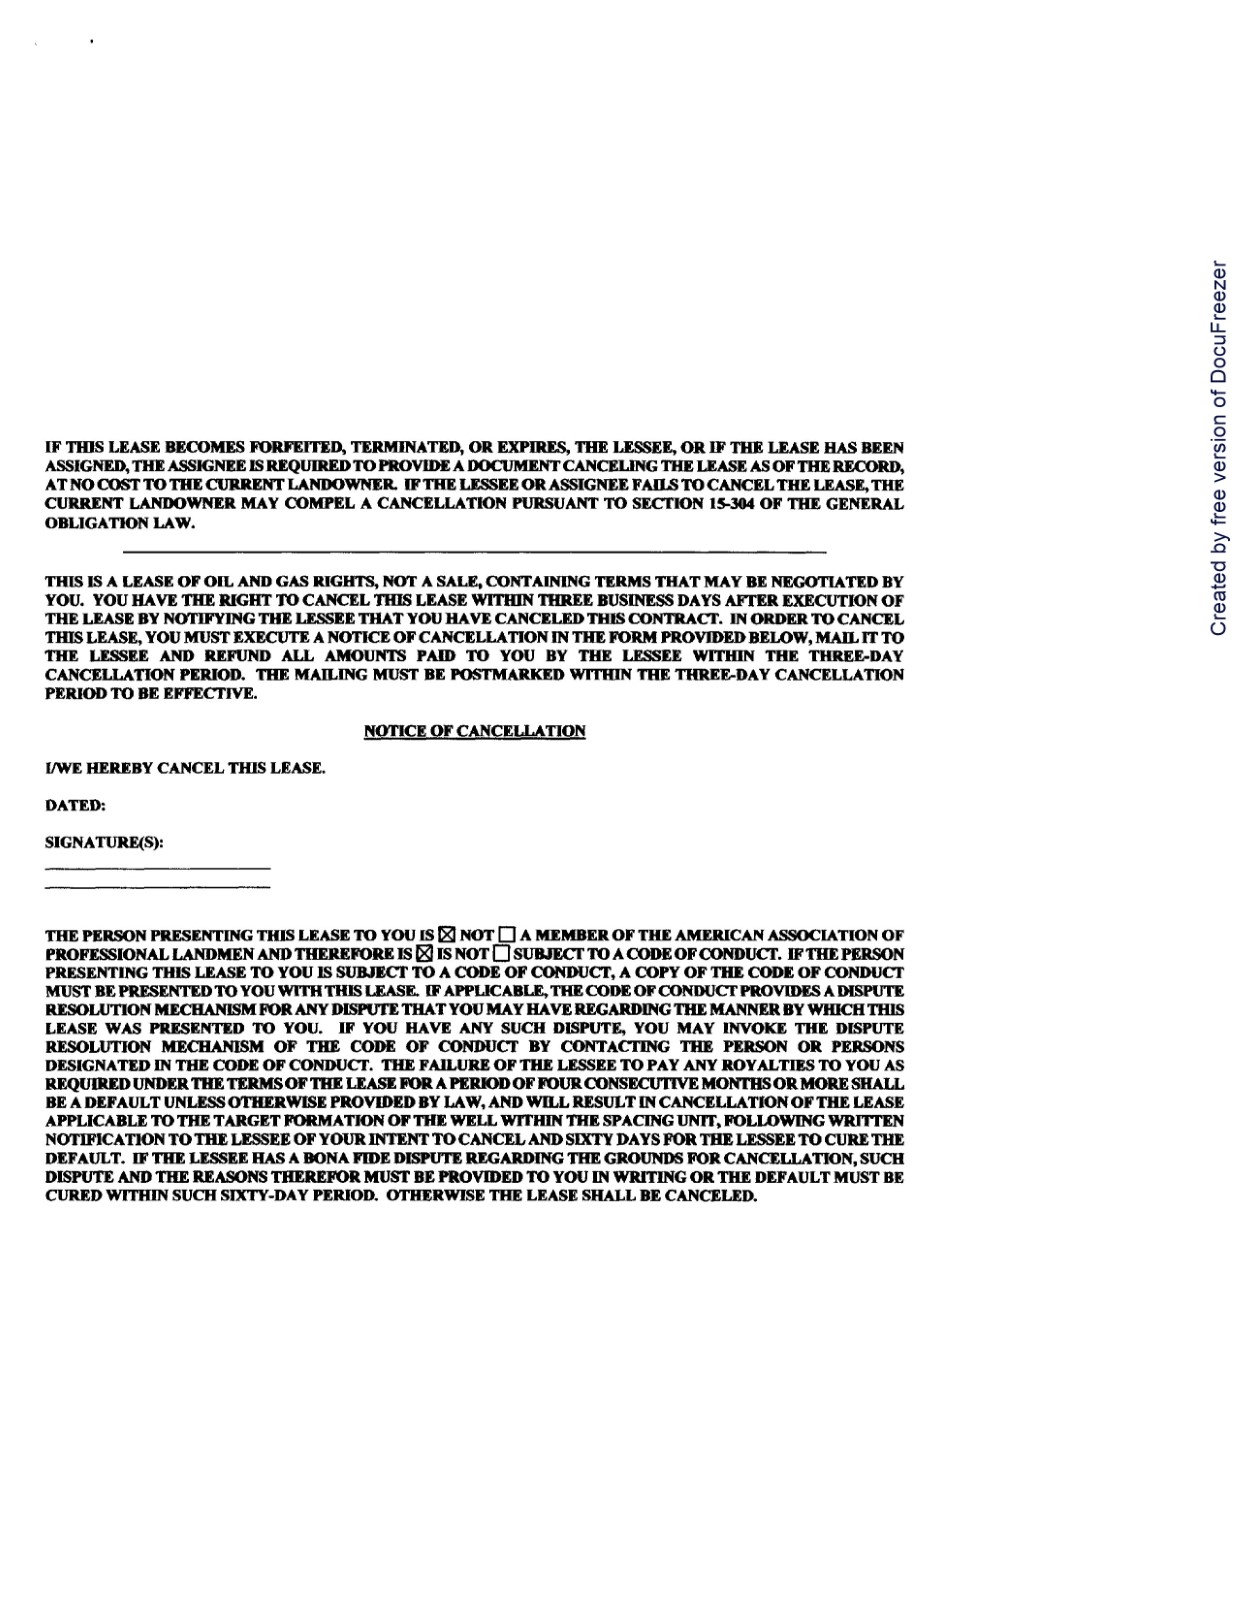 IF THIS LEASE BECOMES FORFEITED, TERMINATED, OR EXPIRES, THE LESSEE, OR IF THE LEASE HAS BEEN
ASSIGNED, THE ASSIGNEE IS REQUIRED TO PROVIDE A DOCUMENT CANCELING THE LEASE AS OF THE RECORD,
AT NO COST TO THE CURRENT LANDOWNER. IF THE LESSEE OR ASSIGNEE FAILS TO CANCEL THE LEASE, THE
CURRENT LANDOWNER MAY COMPEL A CANCELLATION PURSUANT TO SECTION 15-304 OF THE GENERAL
OBLIGATION LAW.
THIS IS A LEASE OF OIL AND GAS RIGHTS, NOT A SALE, CONTAINING TERMS THAT MAY BE NEGOTIATED BY
YOU. YOU HAVE THE RIGHT TO CANCEL THIS LEASE WITHIN THREE BUSINESS DAYS AFTER EXECUTION OF
THE LEASE BY NOTIFYING THE LESSEE THAT YOU HAVE CANCELED THIS CONTRACT. IN ORDER TO CANCEL
THIS LEASE, YOU MUST EXECUTE A NOTICE OF CANCELLATION IN THE FORM PROVIDED BELOW, MAIL IT TO
THE LESSEE AND REFUND ALL AMOUNTS PAID TO YOU BY THE LESSEE WITHIN THE THREE-DAY
CANCELLATION PERIOD. THE MAILING MUST BE POSTMARKED WITHIN THE THREE-DAY CANCELLATION
PERIOD TO BE EFFECTIVE.
NOTICE OF CANCELLATION
I/WE HEREBY CANCEL THIS LEASE.
DATED:
SIGNATURE(S):
THE PERSON PRESENTING THIS LEASE TO YOU IS ☒ NOT ☐ A MEMBER OF THE AMERICAN ASSOCIATION OF
PROFESSIONAL LANDMEN AND THEREFORE IS ☒ IS NOT ☐ SUBJECT TO A CODE OF CONDUCT. IF THE PERSON
PRESENTING THIS LEASE TO YOU IS SUBJECT TO A CODE OF CONDUCT, A COPY OF THE CODE OF CONDUCT
MUST BE PRESENTED TO YOU WITH THIS LEASE. IF APPLICABLE, THE CODE OF CONDUCT PROVIDES A DISPUTE
RESOLUTION MECHANISM FOR ANY DISPUTE THAT YOU MAY HAVE REGARDING THE MANNER BY WHICH THIS
LEASE WAS PRESENTED TO YOU. IF YOU HAVE ANY SUCH DISPUTE, YOU MAY INVOKE THE DISPUTE
RESOLUTION MECHANISM OF THE CODE OF CONDUCT BY CONTACTING THE PERSON OR PERSONS
DESIGNATED IN THE CODE OF CONDUCT. THE FAILURE OF THE LESSEE TO PAY ANY ROYALTIES TO YOU AS
REQUIRED UNDER THE TERMS OF THE LEASE FOR A PERIOD OF FOUR CONSECUTIVE MONTHS OR MORE SHALL
BE A DEFAULT UNLESS OTHERWISE PROVIDED BY LAW, AND WILL RESULT IN CANCELLATION OF THE LEASE
APPLICABLE TO THE TARGET FORMATION OF THE WELL WITHIN THE SPACING UNIT, FOLLOWING WRITTEN
NOTIFICATION TO THE LESSEE OF YOUR INTENT TO CANCEL AND SIXTY DAYS FOR THE LESSEE TO CURE THE
DEFAULT. IF THE LESSEE HAS A BONA FIDE DISPUTE REGARDING THE GROUNDS FOR CANCELLATION, SUCH
DISPUTE AND THE REASONS THEREFOR MUST BE PROVIDED TO YOU IN WRITING OR THE DEFAULT MUST BE
CURED WITHIN SUCH SIXTY-DAY PERIOD. OTHERWISE THE LEASE SHALL BE CANCELED.
Created by free version of DocuFreezer